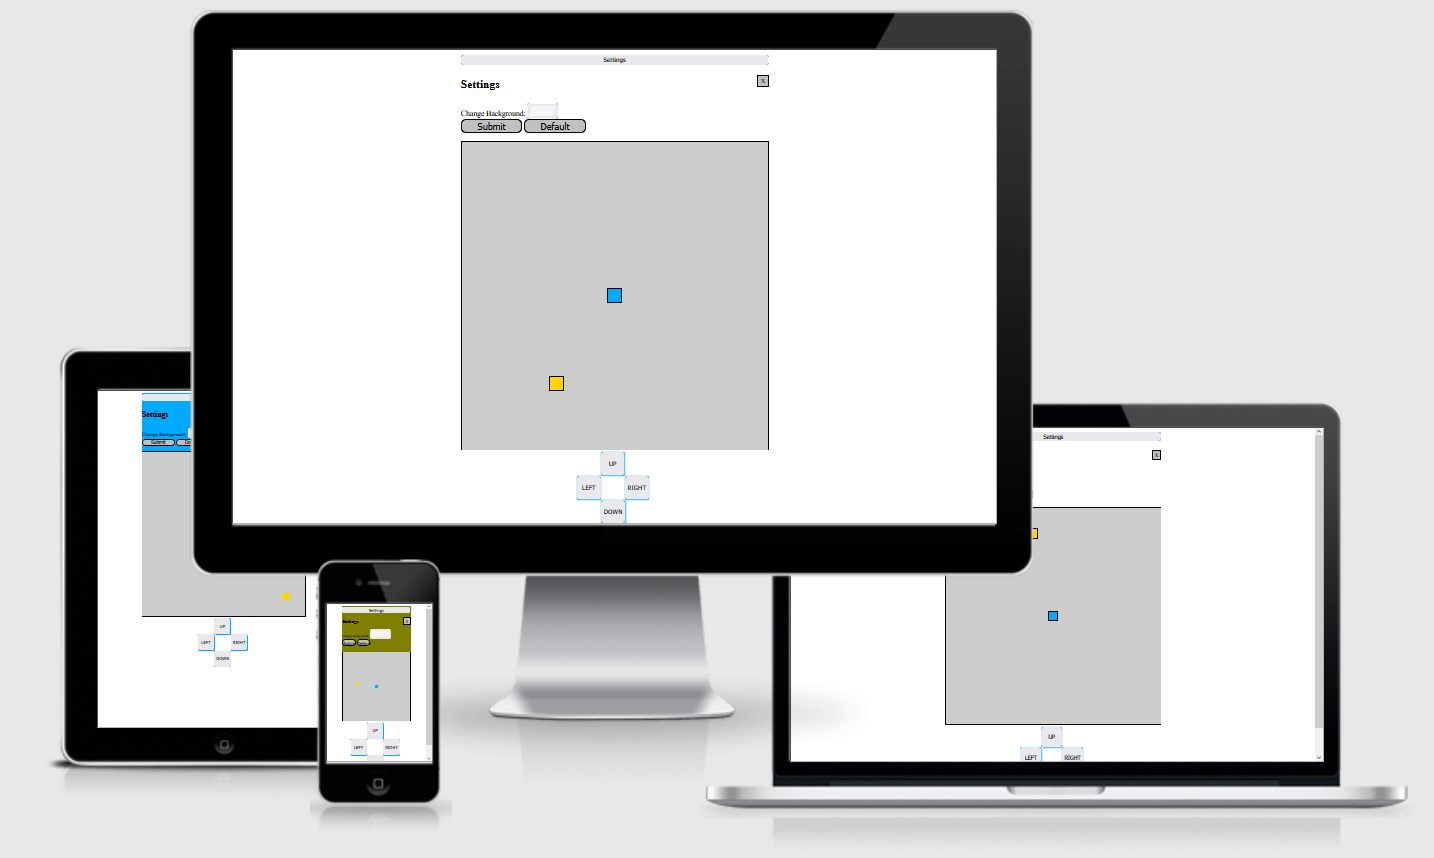 Settings
Settings X
Change Background:
Submit Default
UP
LEFT RIGHT
DOWN
Settings
Change Background:
Submit De
UP
LEFT RIGHT
DOWN
Settings
Settings X
UP
LEFT RIGHT
Settings
X
UP
LEFT RIGHT